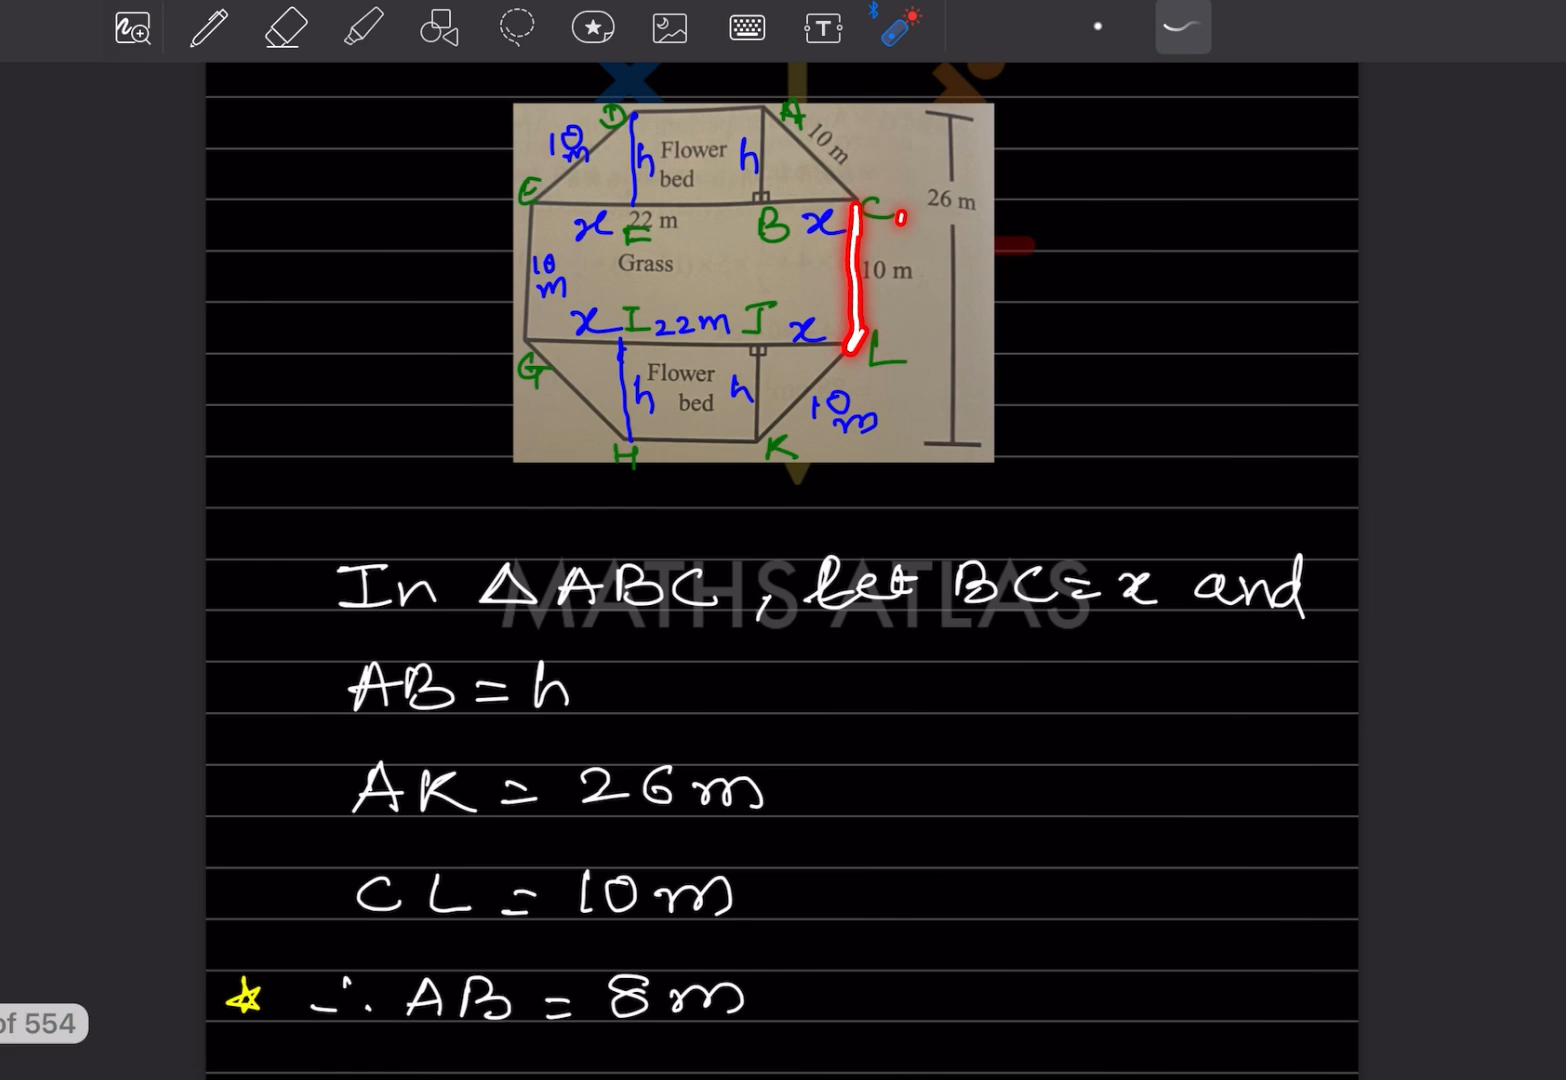 D A
10 m 10 m
h Flower h
bed
E 26 m
x 22 m B x C
E
10 m Grass 10 m
x I 22m J x
G L
Flower
h bed h 10 m
H K
In △ABC, let BC = x and
MATHS ATLAS
AB = h
AK = 26 m
CL = 10 m
∴ AB = 8 m
of 554
T